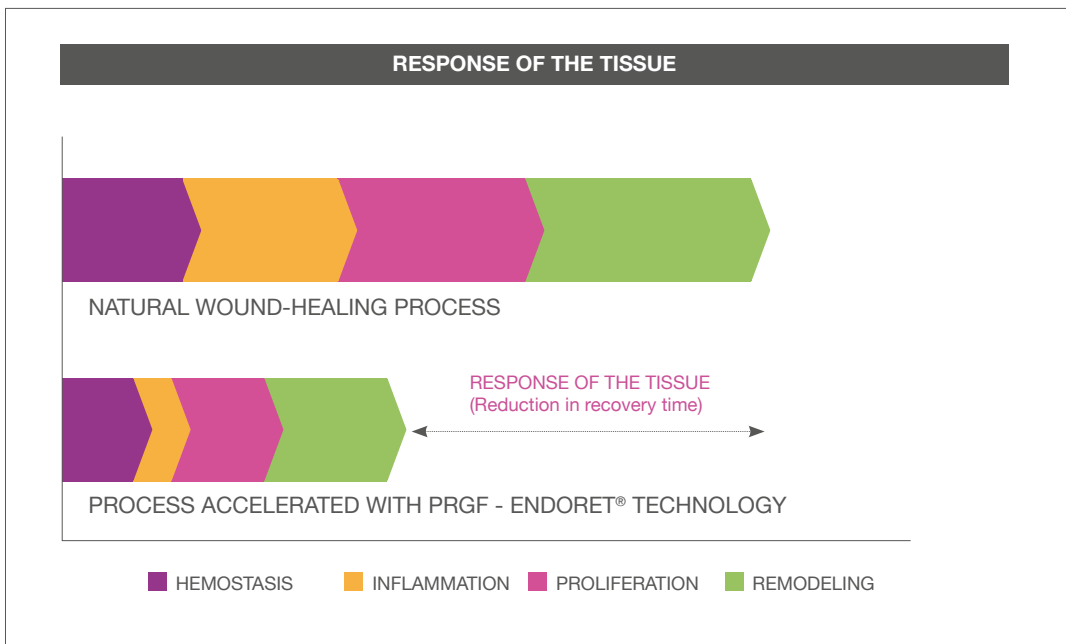 RESPONSE OF THE TISSUE
NATURAL WOUND-HEALING PROCESS
RESPONSE OF THE TISSUE
(Reduction in recovery time)
PROCESS ACCELERATED WITH PRGF - ENDORET® TECHNOLOGY
HEMOSTASIS
INFLAMMATION
PROLIFERATION
REMODELING